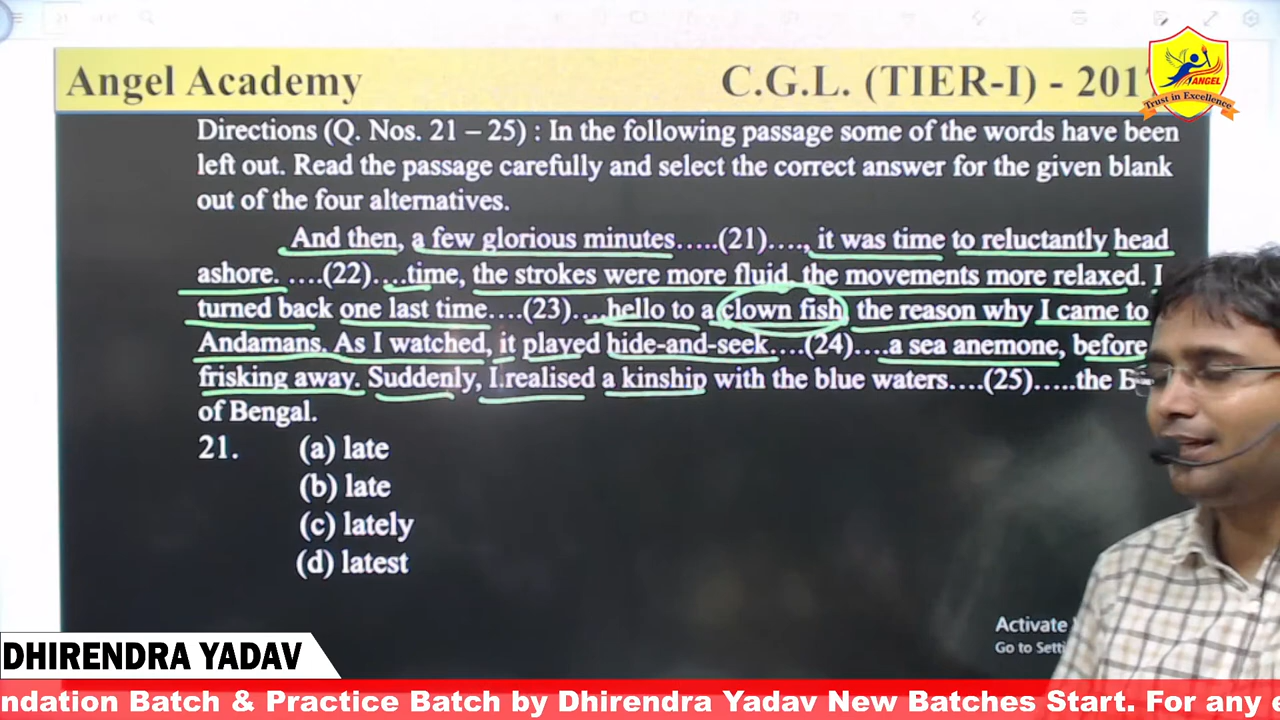 Angel Academy
C.G.L. (TIER-I) - 201
ANGEL
Trust in Excellence
Directions (Q. Nos. 21 – 25) : In the following passage some of the words have been
left out. Read the passage carefully and select the correct answer for the given blank
out of the four alternatives.
And then, a few glorious minutes…..(21)…., it was time to reluctantly head
ashore. ….(22)….time, the strokes were more fluid, the movements more relaxed. I
turned back one last time….(23)….hello to a clown fish, the reason why I came to
Andamans. As I watched, it played hide-and-seek….(24)….a sea anemone, before
frisking away. Suddenly, I realised a kinship with the blue waters….(25)…..the
of Bengal.
21. (a) late
(b) late
(c) lately
(d) latest
Activate
Go to
DHIRENDRA YADAV
ndation Batch & Practice Batch by Dhirendra Yadav New Batches Start. For any